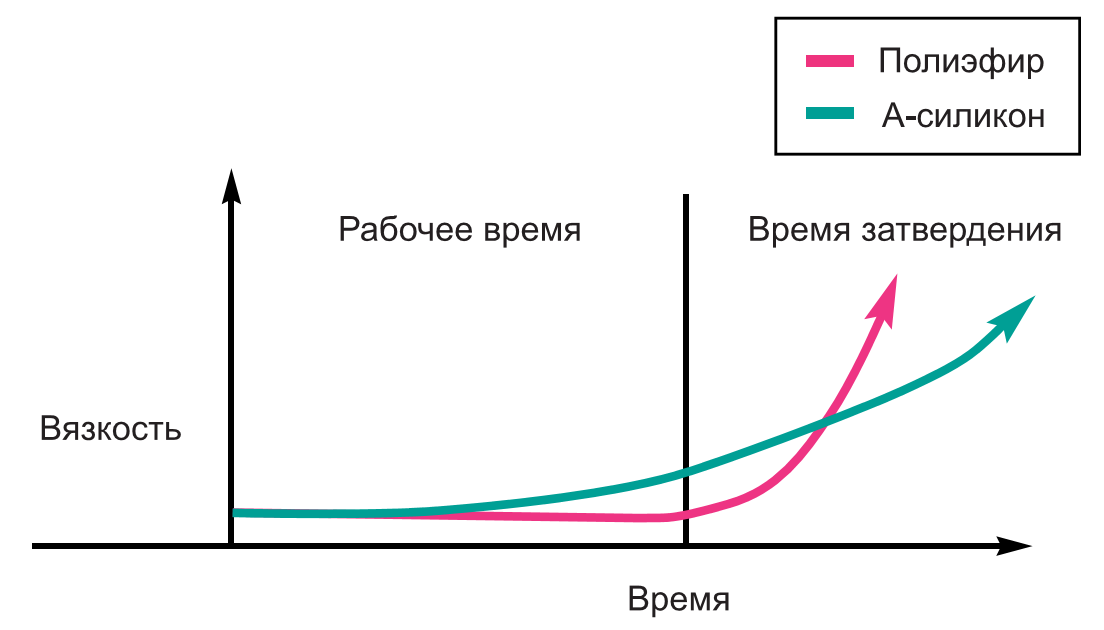 Полиэфир
А-силикон
Рабочее время
Время затвердения
Вязкость
Время